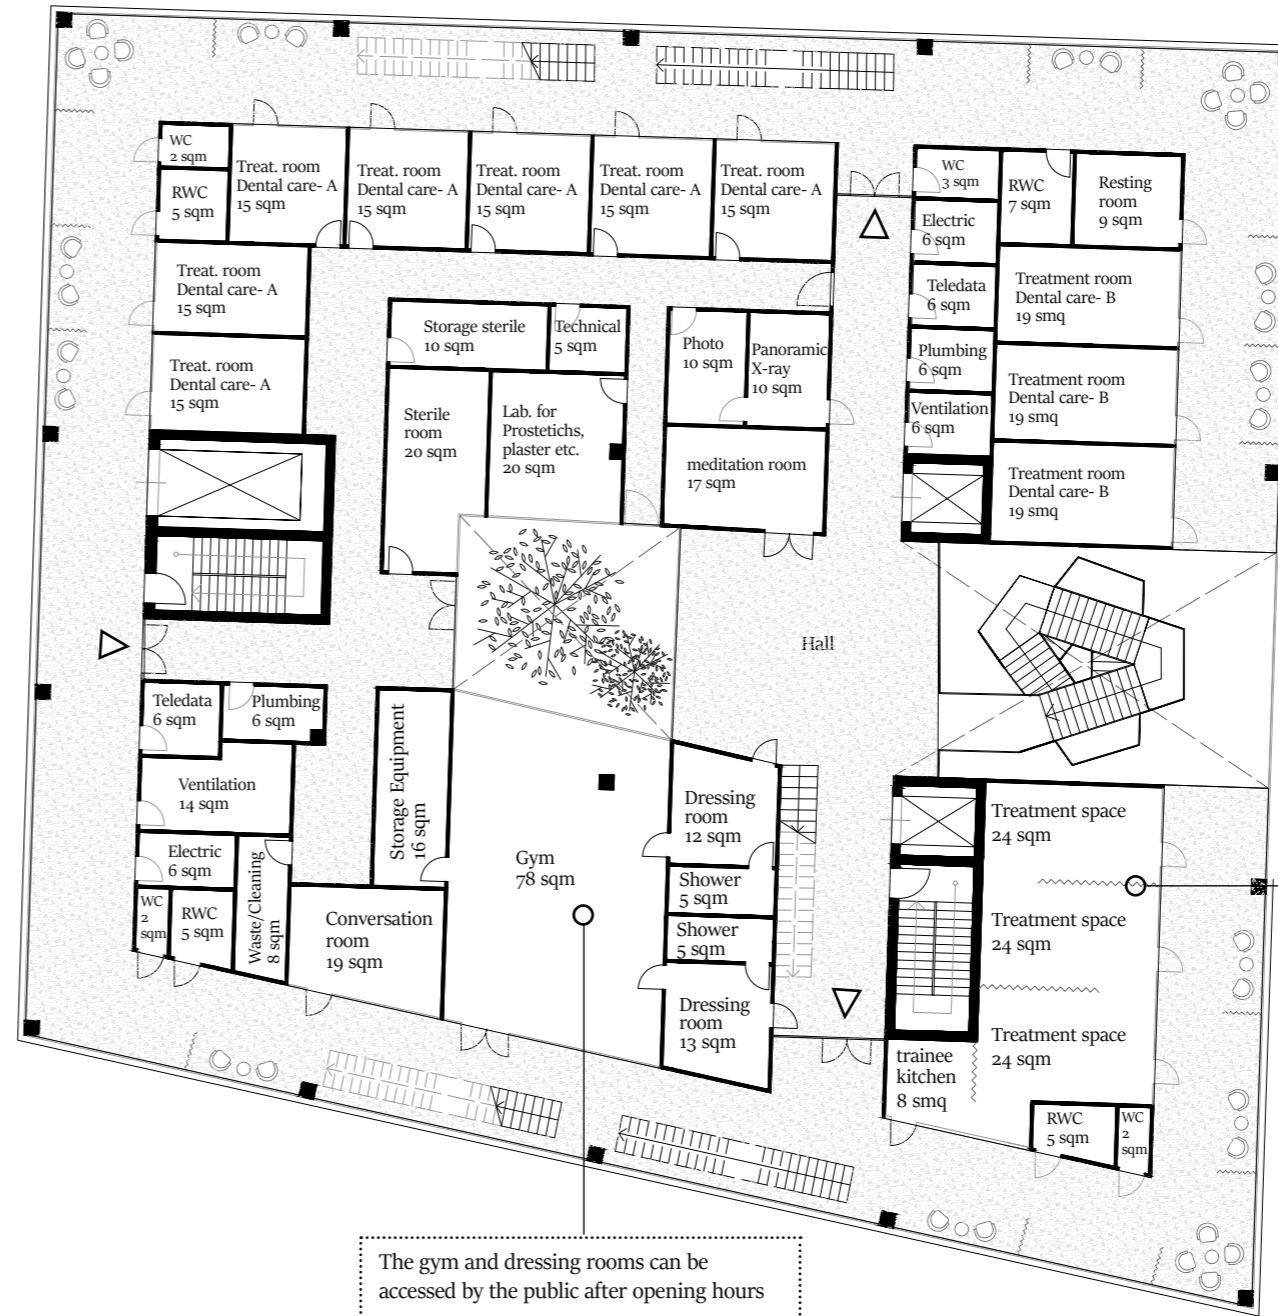 WC
2 sqm
RWC
5 sqm
Treat. room
Dental care- A
15 sqm
Treat. room
Dental care- A
15 sqm
Treat. room
Dental care- A
15 sqm
Treat. room
Dental care- A
15 sqm
Treat. room
Dental care- A
15 sqm
WC
3 sqm
RWC
7 sqm
Resting
room
9 sqm
Electric
6 sqm
Treat. room
Dental care- A
15 sqm
Teledata
6 sqm
Treatment room
Dental care- B
19 smq
Storage sterile
10 sqm
Technical
5 sqm
Photo
10 sqm
Panoramic
X-ray
10 sqm
Plumbing
6 sqm
Treat. room
Dental care- A
15 sqm
Treatment room
Dental care- B
19 smq
Ventilation
6 sqm
Sterile
room
20 sqm
Lab. for
Prostetichs,
plaster etc.
20 sqm
meditation room
17 sqm
Treatment room
Dental care- B
19 smq
Hall
Teledata
6 sqm
Plumbing
6 sqm
Storage Equipment
16 sqm
Ventilation
14 sqm
Dressing
room
12 sqm
Treatment space
24 sqm
Electric
6 sqm
Gym
78 sqm
Shower
5 sqm
WC
2
sqm
RWC
5 sqm
Waste/Cleaning
8 sqm
Conversation
room
19 sqm
Shower
5 sqm
Treatment space
24 sqm
Dressing
room
13 sqm
Treatment space
24 sqm
trainee
kitchen
8 smq
RWC
5 sqm
WC
2
sqm
The gym and dressing rooms can be
accessed by the public after opening hours